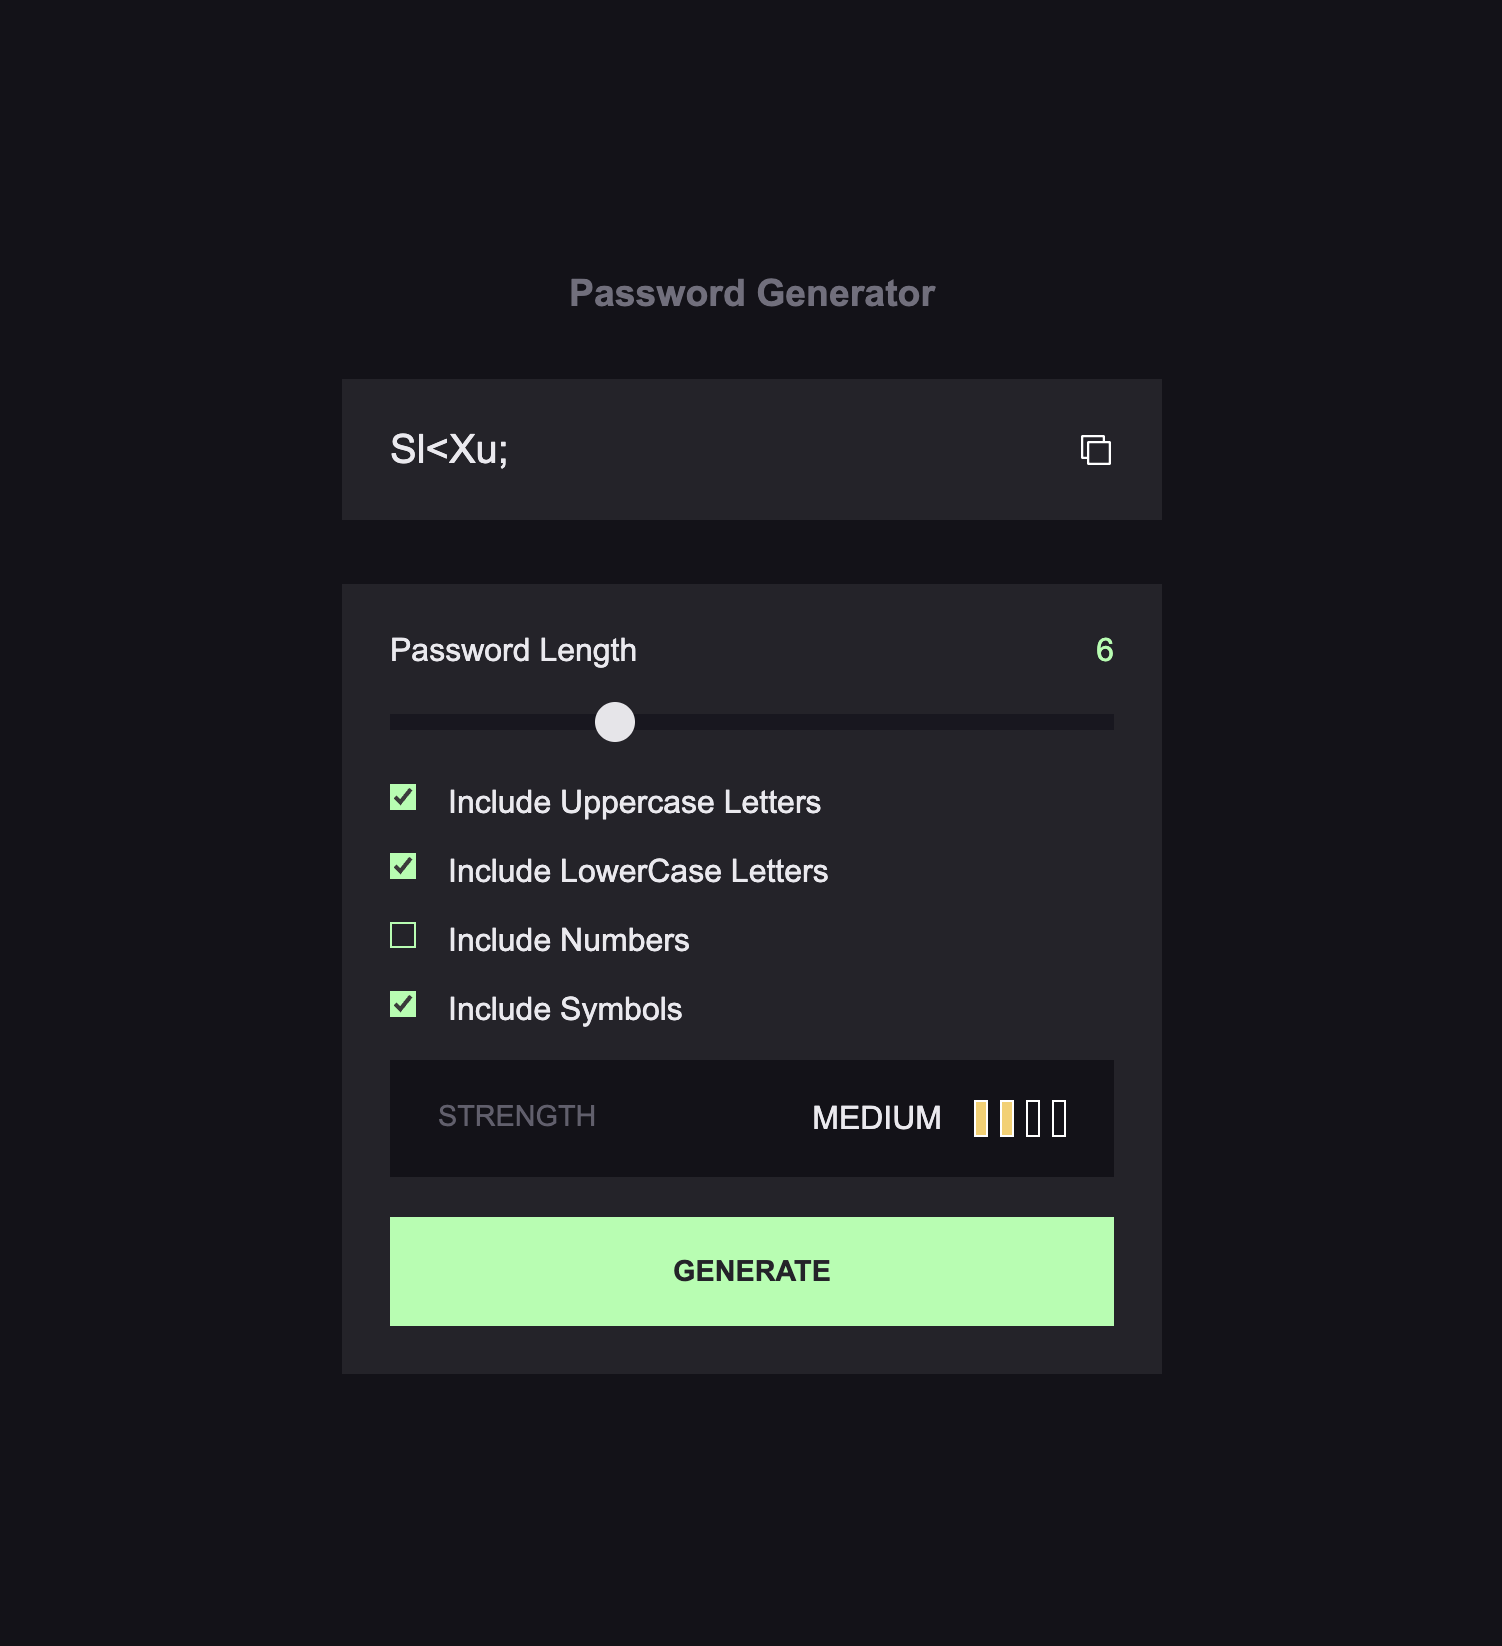 Password Generator
Sl<Xu;
Password Length
6
Include Uppercase Letters
Include LowerCase Letters
Include Numbers
Include Symbols
STRENGTH
MEDIUM
GENERATE